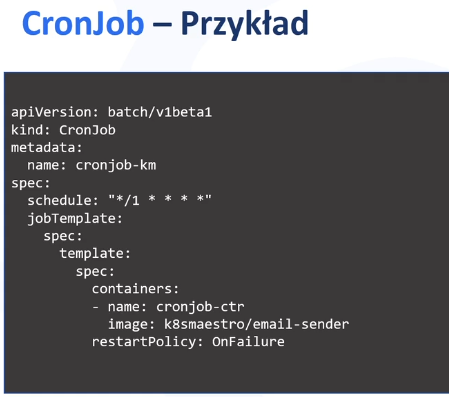 CronJob – Przykład
apiVersion: batch/v1beta1
kind: CronJob
metadata:
  name: cronjob-km
spec:
  schedule: "*/1 * * * *"
  jobTemplate:
    spec:
      template:
        spec:
          containers:
          - name: cronjob-ctr
            image: k8smaestro/email-sender
          restartPolicy: OnFailure